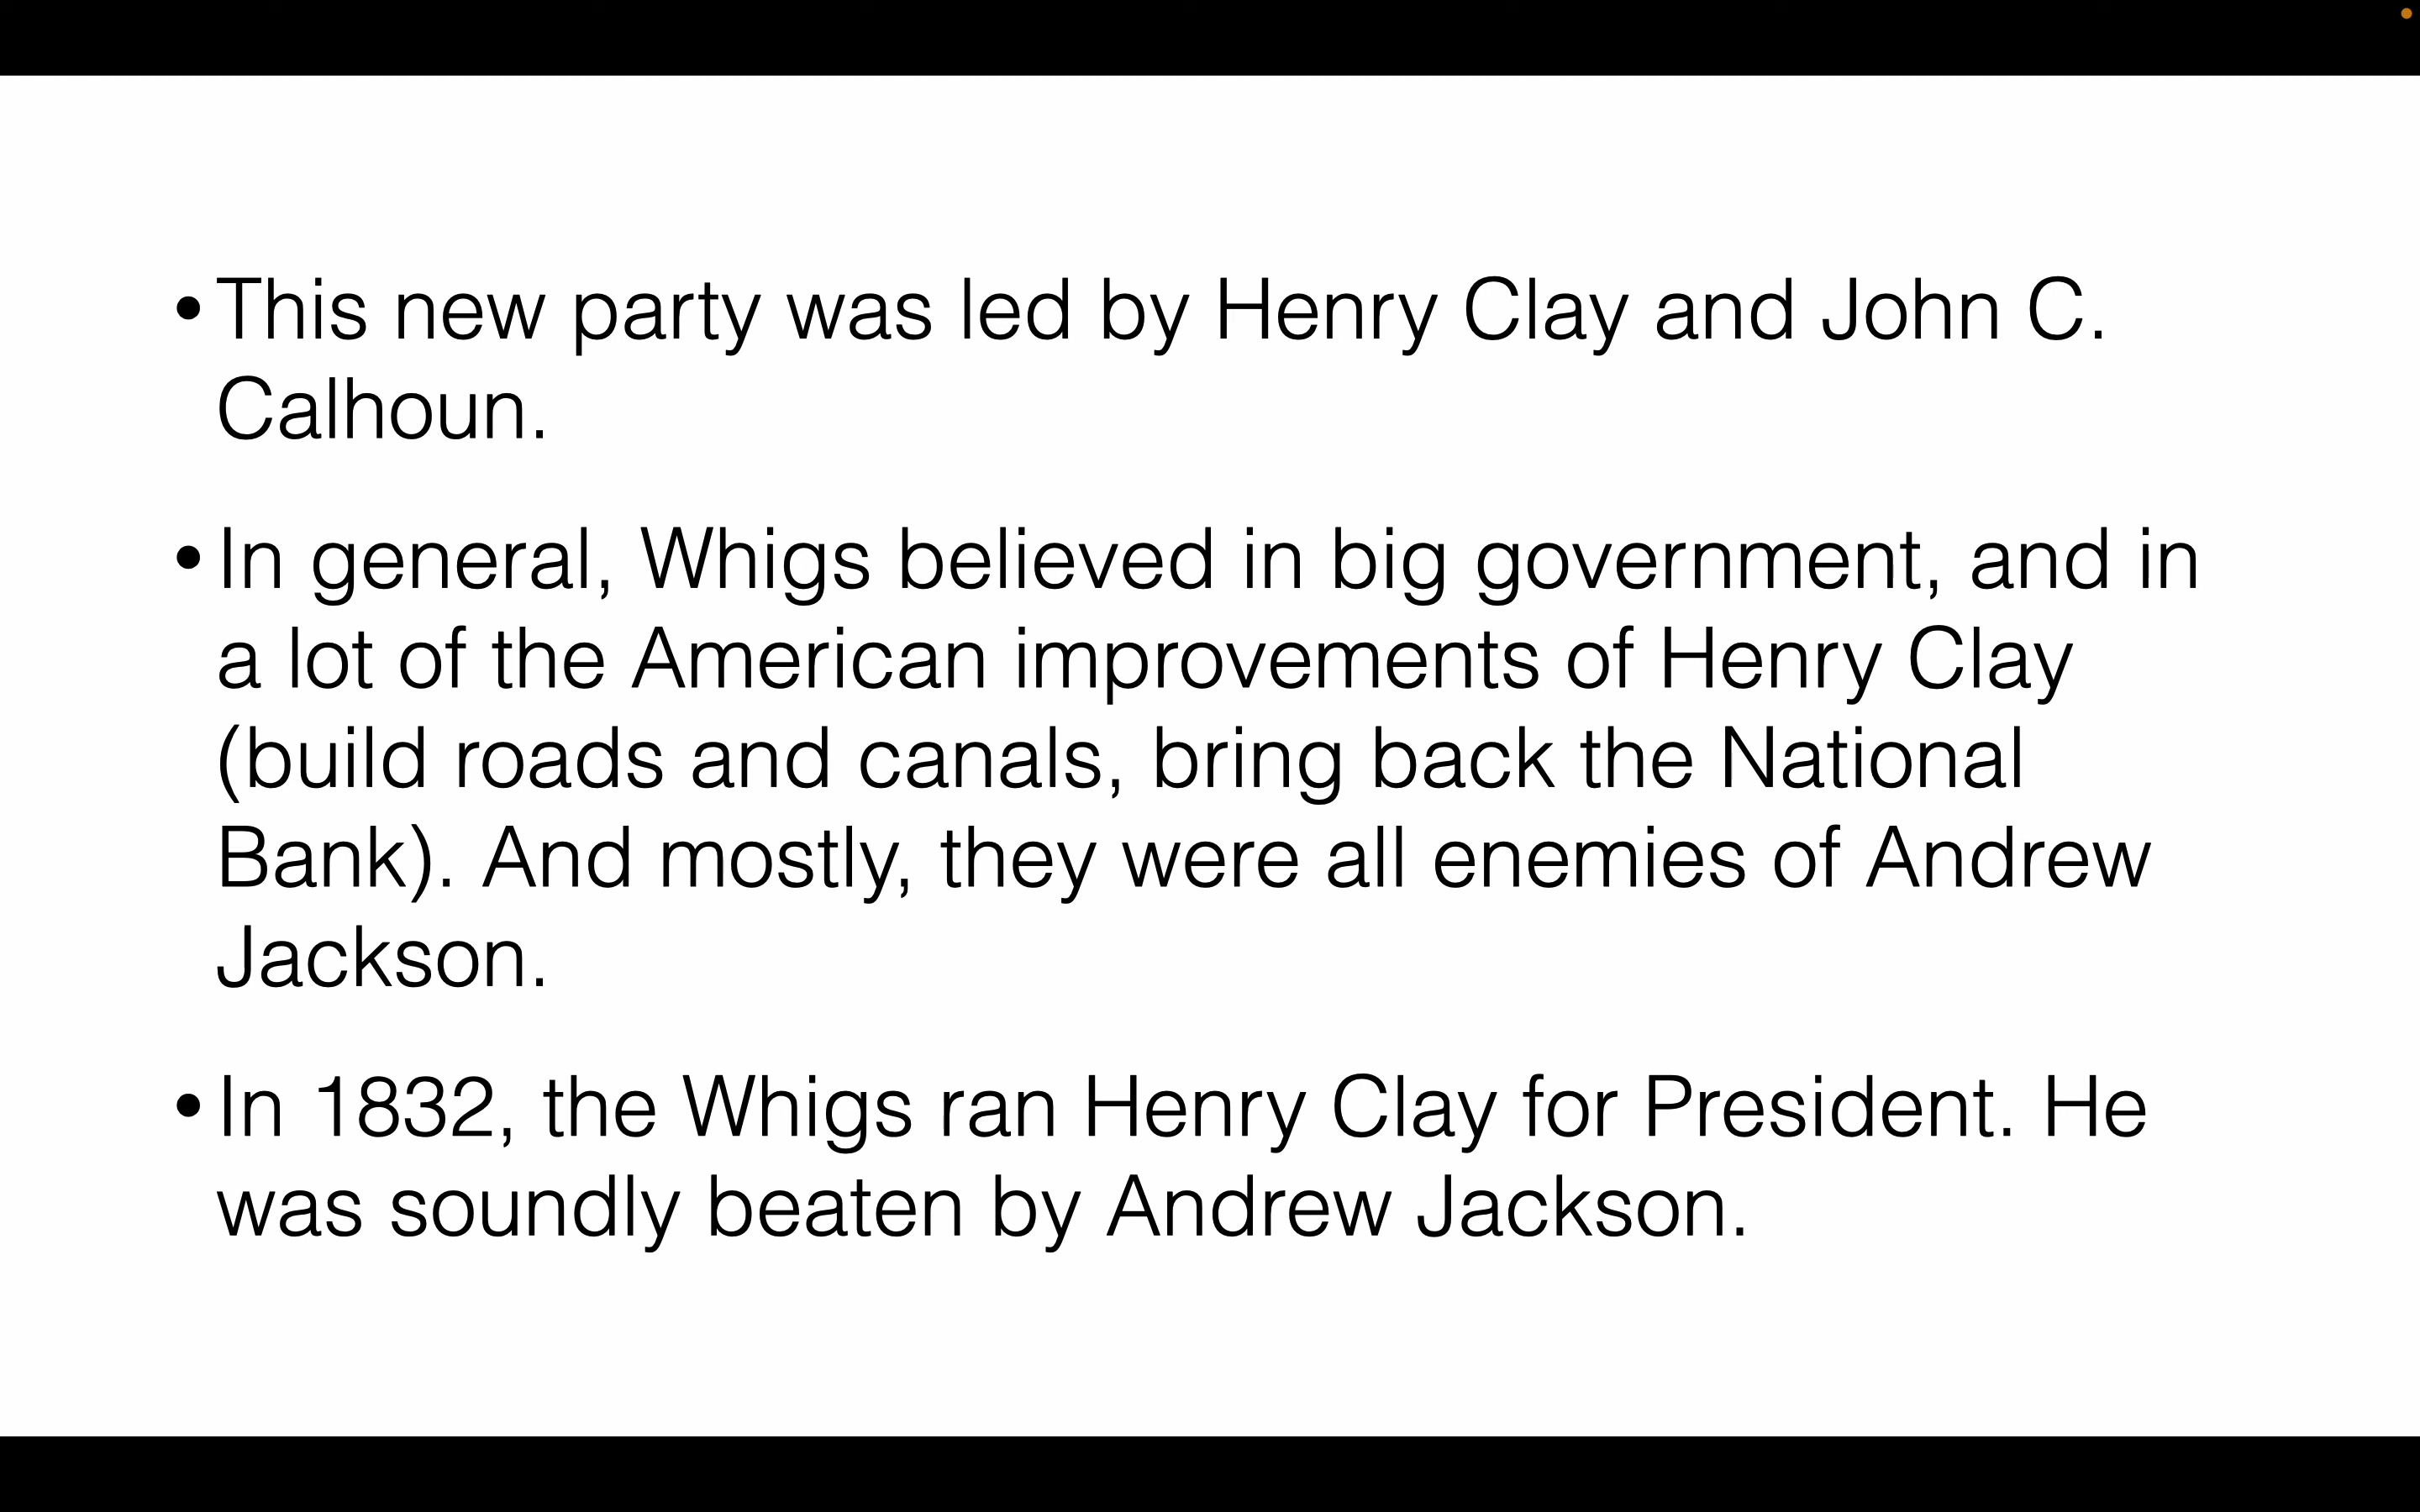 • This new party was led by Henry Clay and John C.
Calhoun.
• In general, Whigs believed in big government, and in
a lot of the American improvements of Henry Clay
(build roads and canals, bring back the National
Bank). And mostly, they were all enemies of Andrew
Jackson.
• In 1832, the Whigs ran Henry Clay for President. He
was soundly beaten by Andrew Jackson.